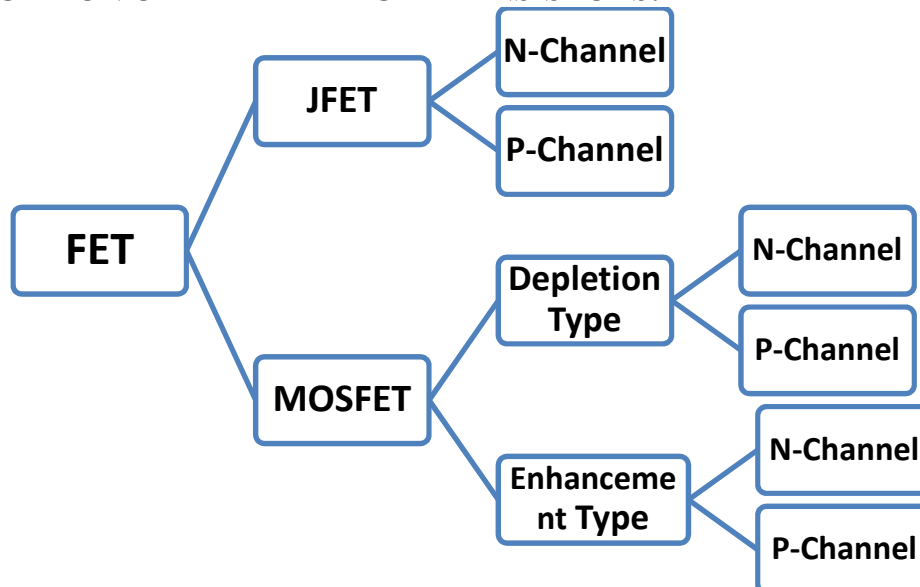 N-Channel
JFET
P-Channel
FET
N-Channel
Depletion
Type
P-Channel
MOSFET
N-Channel
Enhanceme
nt Type
P-Channel